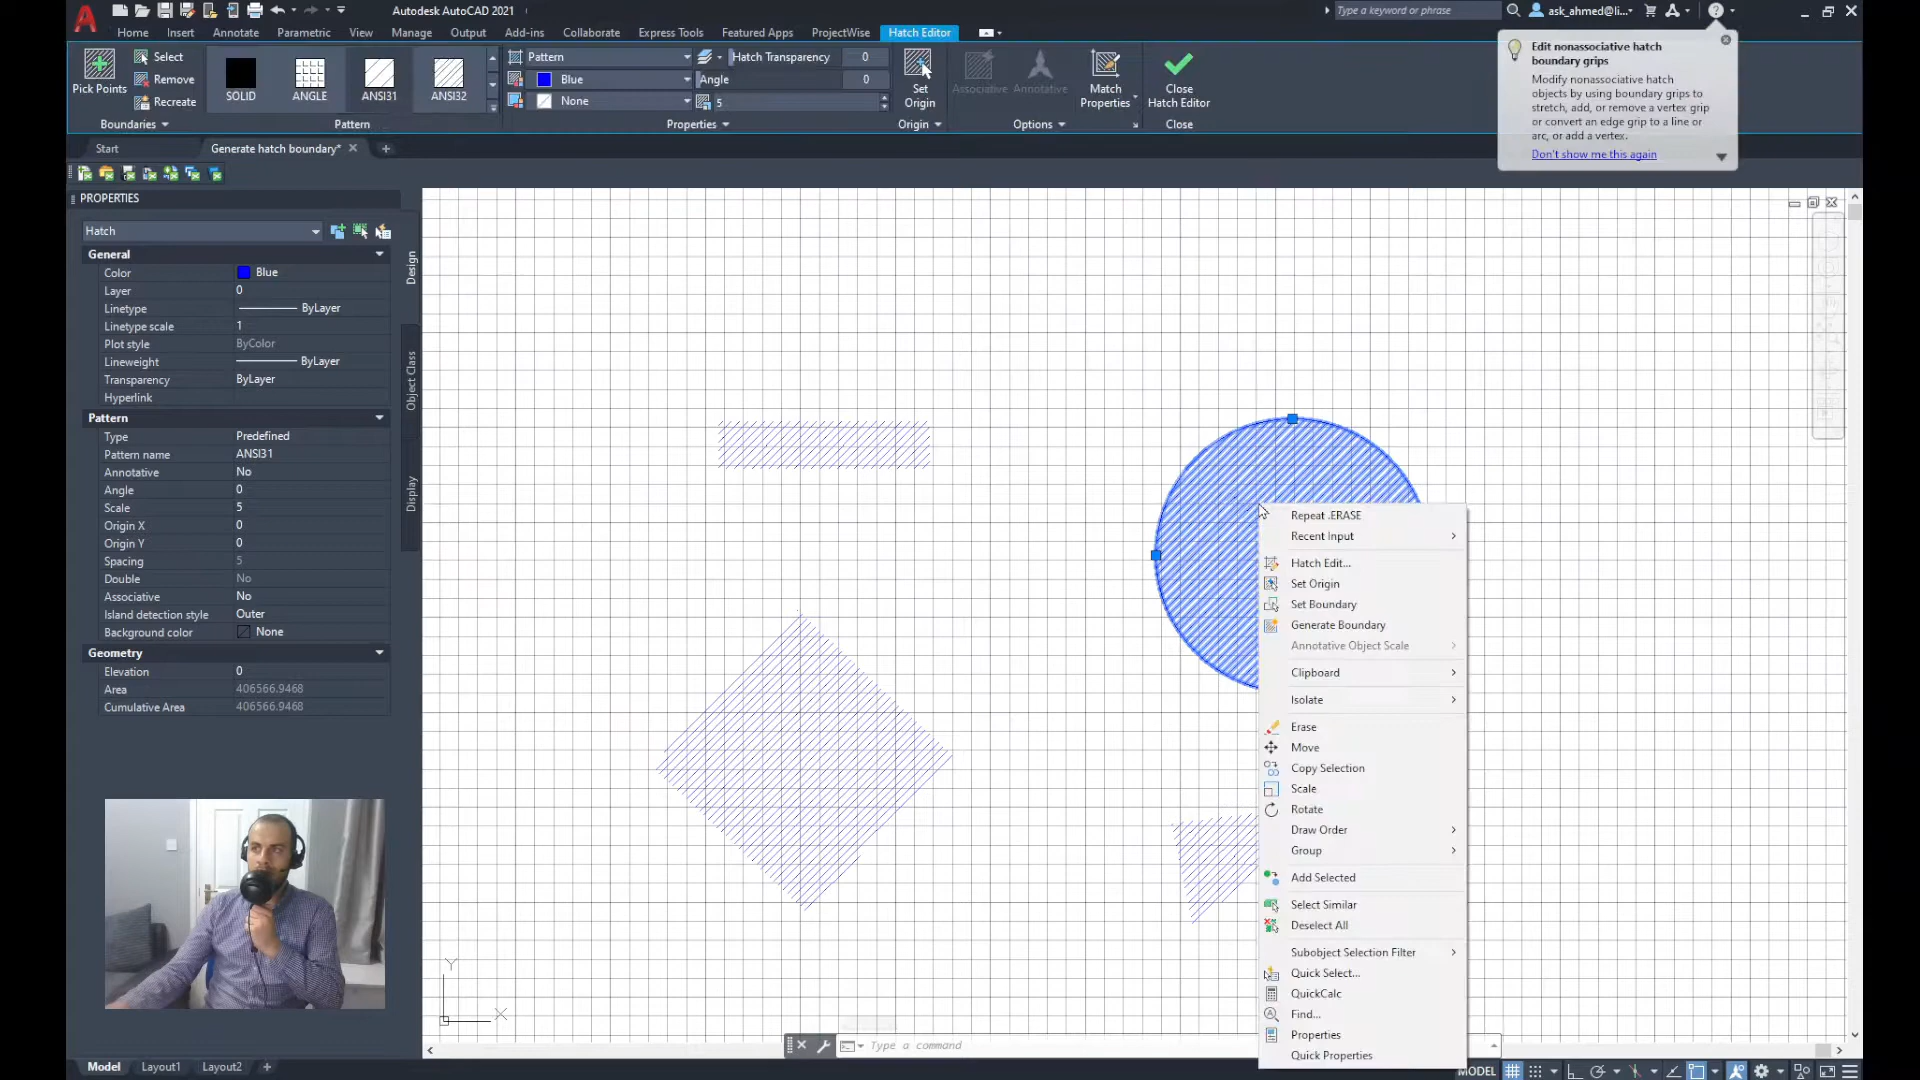 Autodesk AutoCAD 2021
Type a keyword or phrase
ask_ahmed@li...
Home Insert Annotate Parametric View Manage Output Add-ins Collaborate Express Tools Featured Apps ProjectWise Hatch Editor
Pick Points
Select
Remove
Recreate
Boundaries
SOLID
ANGLE
ANSI31
ANSI32
Pattern
Pattern
Blue
None
Hatch Transparency 0
Angle 0
5
Properties
Set
Origin
Origin
Associative
Annotative
Match
Properties
Options
Close
Hatch Editor
Close
Edit nonassociative hatch
boundary grips
Modify nonassociative hatch
objects by using boundary grips to
stretch, add, or remove a vertex grip
or convert an edge grip to a line or
arc, or add a vertex.
Don't show me this again
Start
Generate hatch boundary*
PROPERTIES
Hatch
General
Color Blue
Layer 0
Linetype ByLayer
Linetype scale 1
Plot style ByColor
Lineweight ByLayer
Transparency ByLayer
Hyperlink
Pattern
Type Predefined
Pattern name ANSI31
Annotative No
Angle 0
Scale 5
Origin X 0
Origin Y 0
Spacing 5
Double No
Associative No
Island detection style Outer
Background color None
Geometry
Elevation 0
Area 406566.9468
Cumulative Area 406566.9468
Design
Object Class
Display
Repeat .ERASE
Recent Input
Hatch Edit...
Set Origin
Set Boundary
Generate Boundary
Annotative Object Scale
Clipboard
Isolate
Erase
Move
Copy Selection
Scale
Rotate
Draw Order
Group
Add Selected
Select Similar
Deselect All
Subobject Selection Filter
Quick Select...
QuickCalc
Find...
Properties
Quick Properties
Y
X
Type a command
Model Layout1 Layout2
MODEL